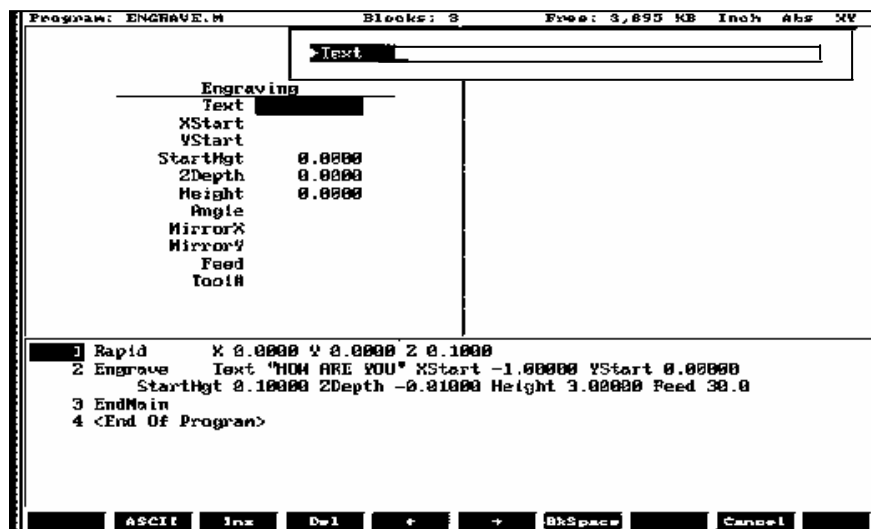 Program: ENGRAVE.M Blocks: 3 Free: 3,895 KB Inch Abs XY
Text
Engraving
Text
XStart
YStart
StartHgt 0.0000
ZDepth 0.0000
Height 0.0000
Angle
MirrorX
MirrorY
Feed
Tool#
1 Rapid X 0.0000 Y 0.0000 Z 0.1000
2 Engrave Text "HOW ARE YOU" XStart -1.00000 YStart 0.00000
StartHgt 0.10000 ZDepth -0.01000 Height 3.00000 Feed 30.0
3 EndMain
4 <End Of Program>
ASCII Ins Del ← → BkSpace Cancel